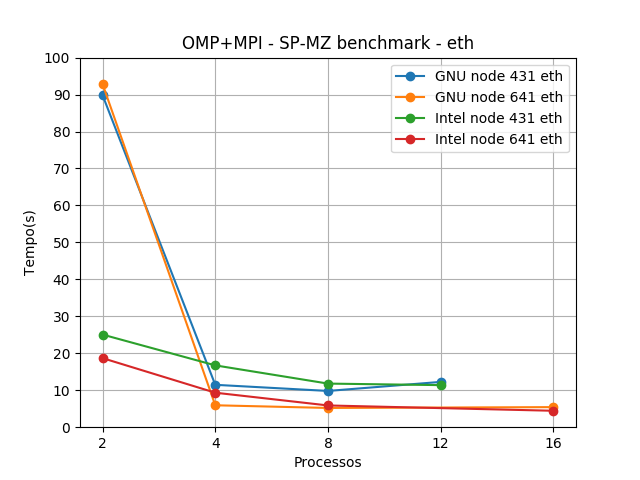 OMP+MPI - SP-MZ benchmark - eth
GNU node 431 eth
GNU node 641 eth
Intel node 431 eth
Intel node 641 eth
Tempo(s)
100
90
80
70
60
50
40
30
20
10
0
2 4 8 12 16
Processos